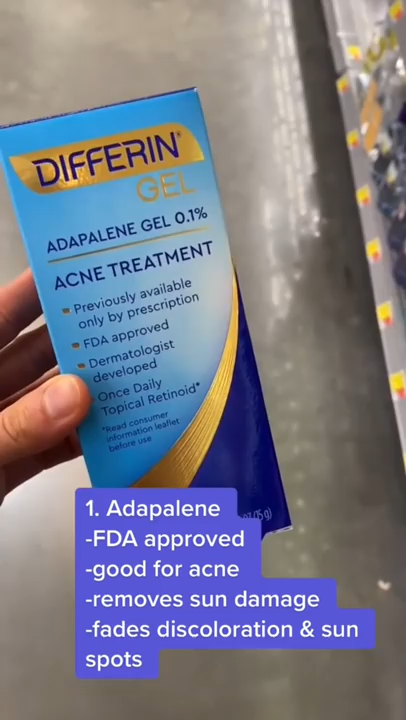 DIFFERIN®
GEL
ADAPALENE GEL 0.1%
ACNE TREATMENT
Previously available
only by prescription
FDA approved
Dermatologist
developed
Once Daily
Topical Retinoid*
*Read consumer
information leaflet
before use
(15g)
1. Adapalene
-FDA approved
-good for acne
-removes sun damage
-fades discoloration & sun
spots